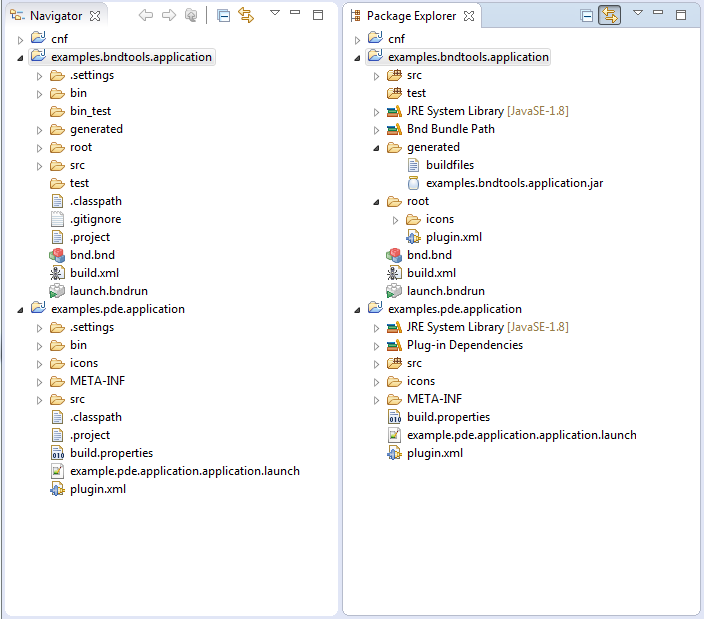 Navigator
cnf
examples.bndtools.application
.settings
bin
bin_test
generated
root
src
test
.classpath
.gitignore
.project
bnd.bnd
build.xml
launch.bndrun
examples.pde.application
.settings
bin
icons
META-INF
src
.classpath
.project
build.properties
example.pde.application.application.launch
plugin.xml
Package Explorer
cnf
examples.bndtools.application
src
test
JRE System Library [JavaSE-1.8]
Bnd Bundle Path
generated
buildfiles
examples.bndtools.application.jar
root
icons
plugin.xml
bnd.bnd
build.xml
launch.bndrun
examples.pde.application
JRE System Library [JavaSE-1.8]
Plug-in Dependencies
src
icons
META-INF
build.properties
example.pde.application.application.launch
plugin.xml